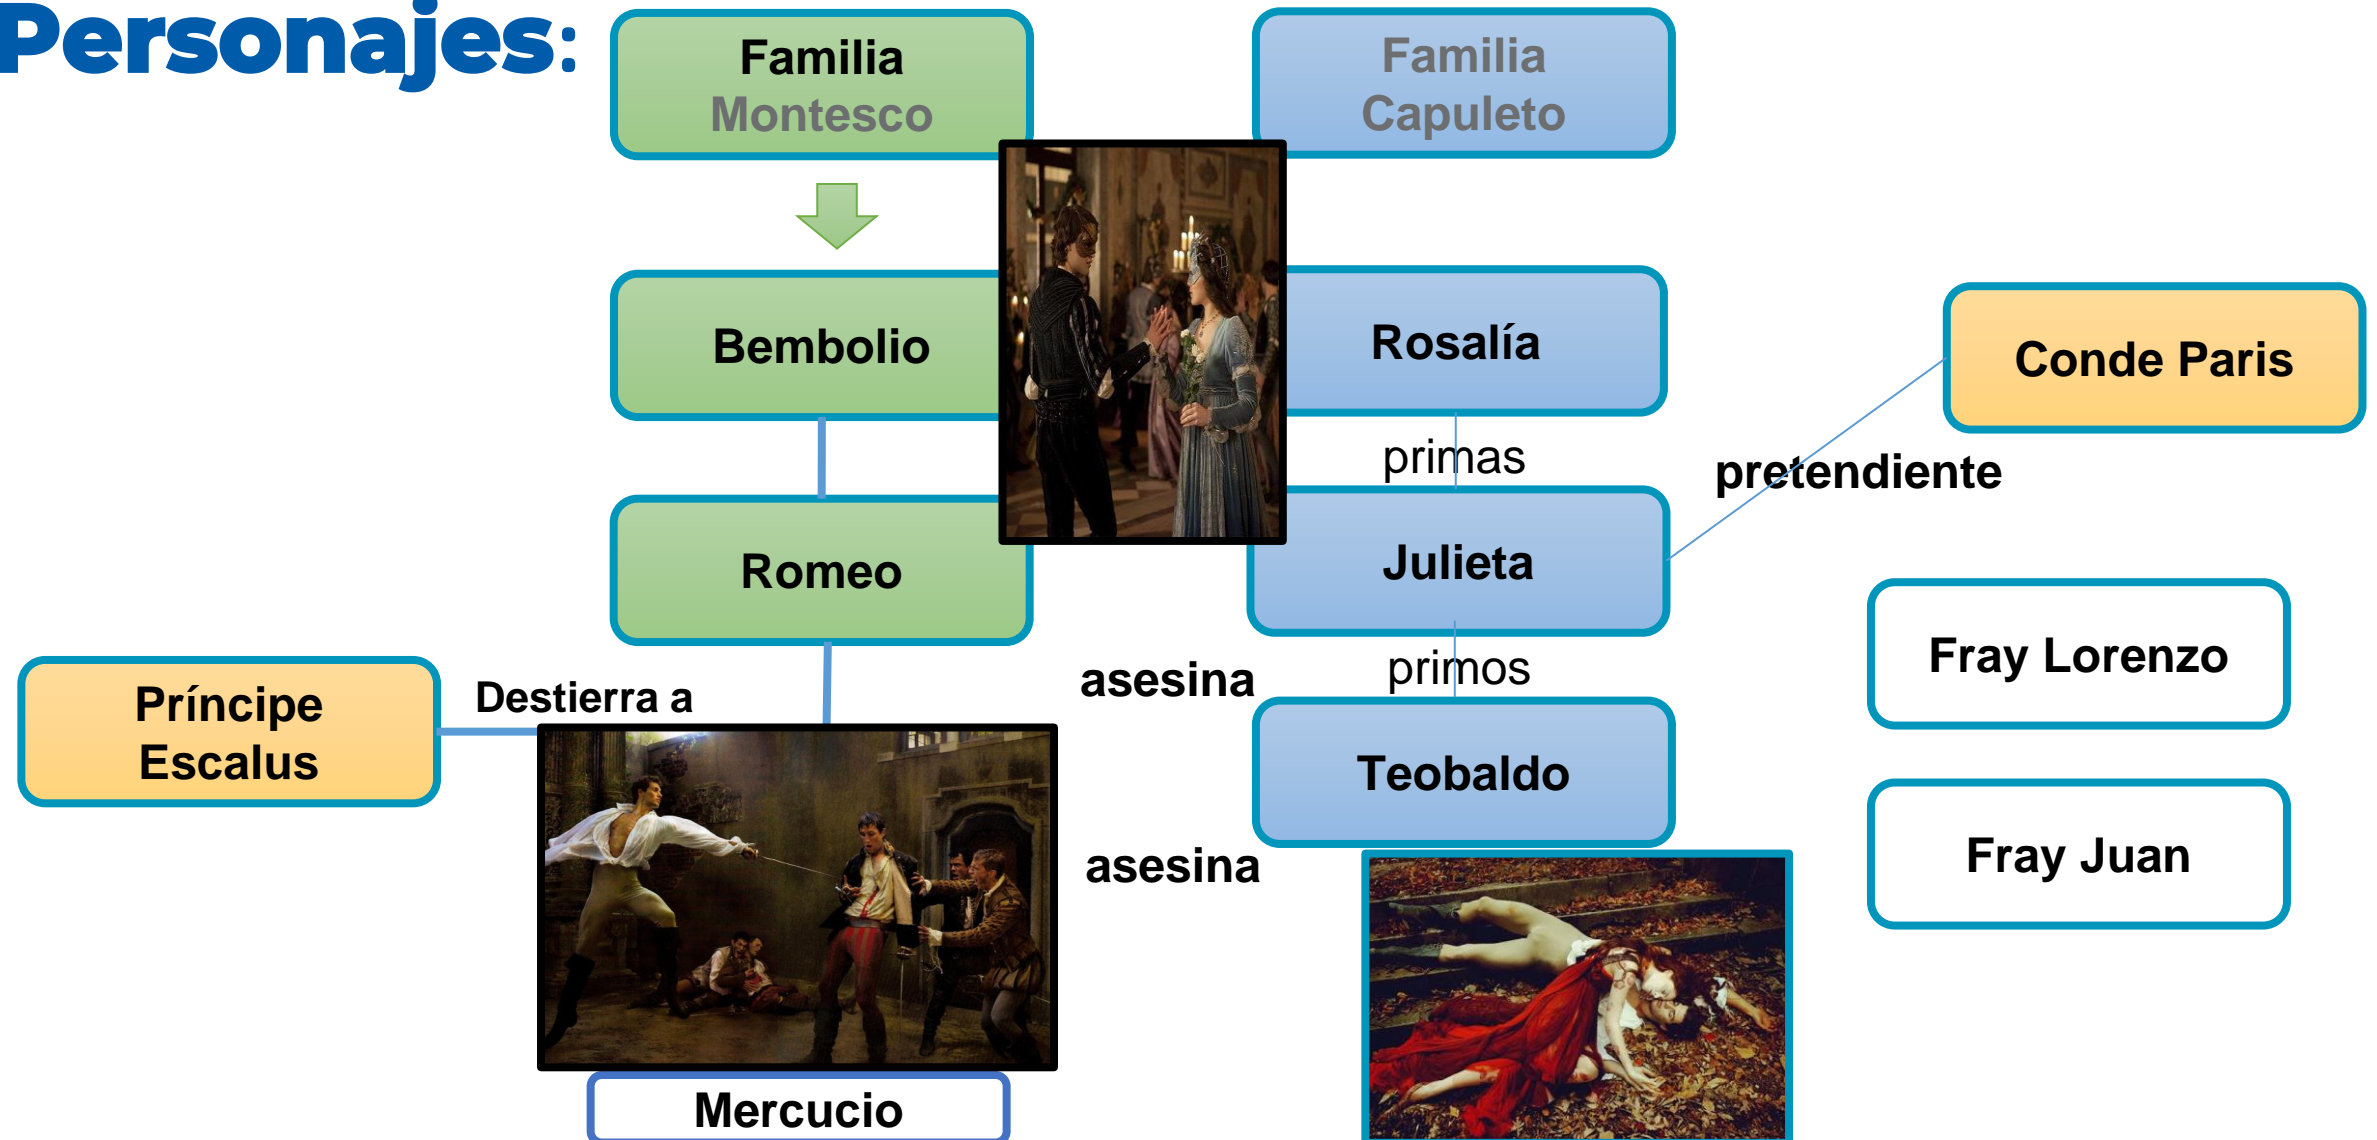 Personajes:
Familia
Montesco
Familia
Capuleto
Bembolio
Rosalía
Conde Paris
primas
pretendiente
Romeo
Julieta
Fray Lorenzo
Príncipe
Escalus
Destierra a
asesina
primos
Teobaldo
asesina
Fray Juan
Mercucio